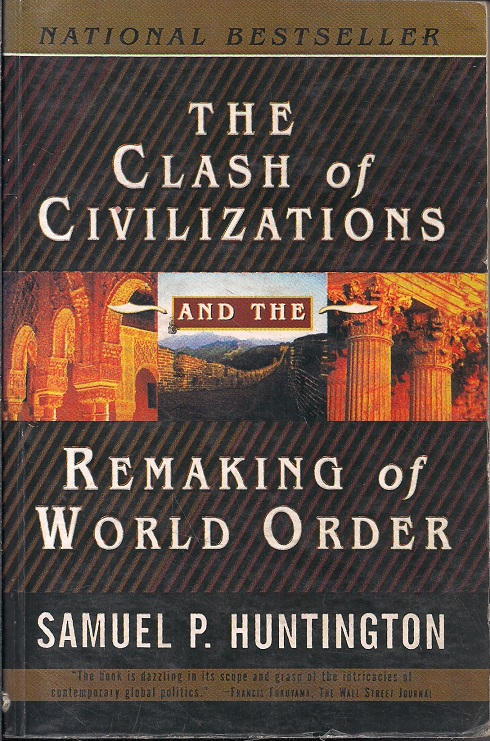 NATIONAL BESTSELLER
THE
CLASH of
CIVILIZATIONS
AND THE
REMAKING of
WORLD ORDER
SAMUEL P. HUNTINGTON
"The book is dazzling in its scope and grasp of the intricacies of
contemporary global politics." —FRANCIS FUKUYAMA, THE WALL STREET JOURNAL